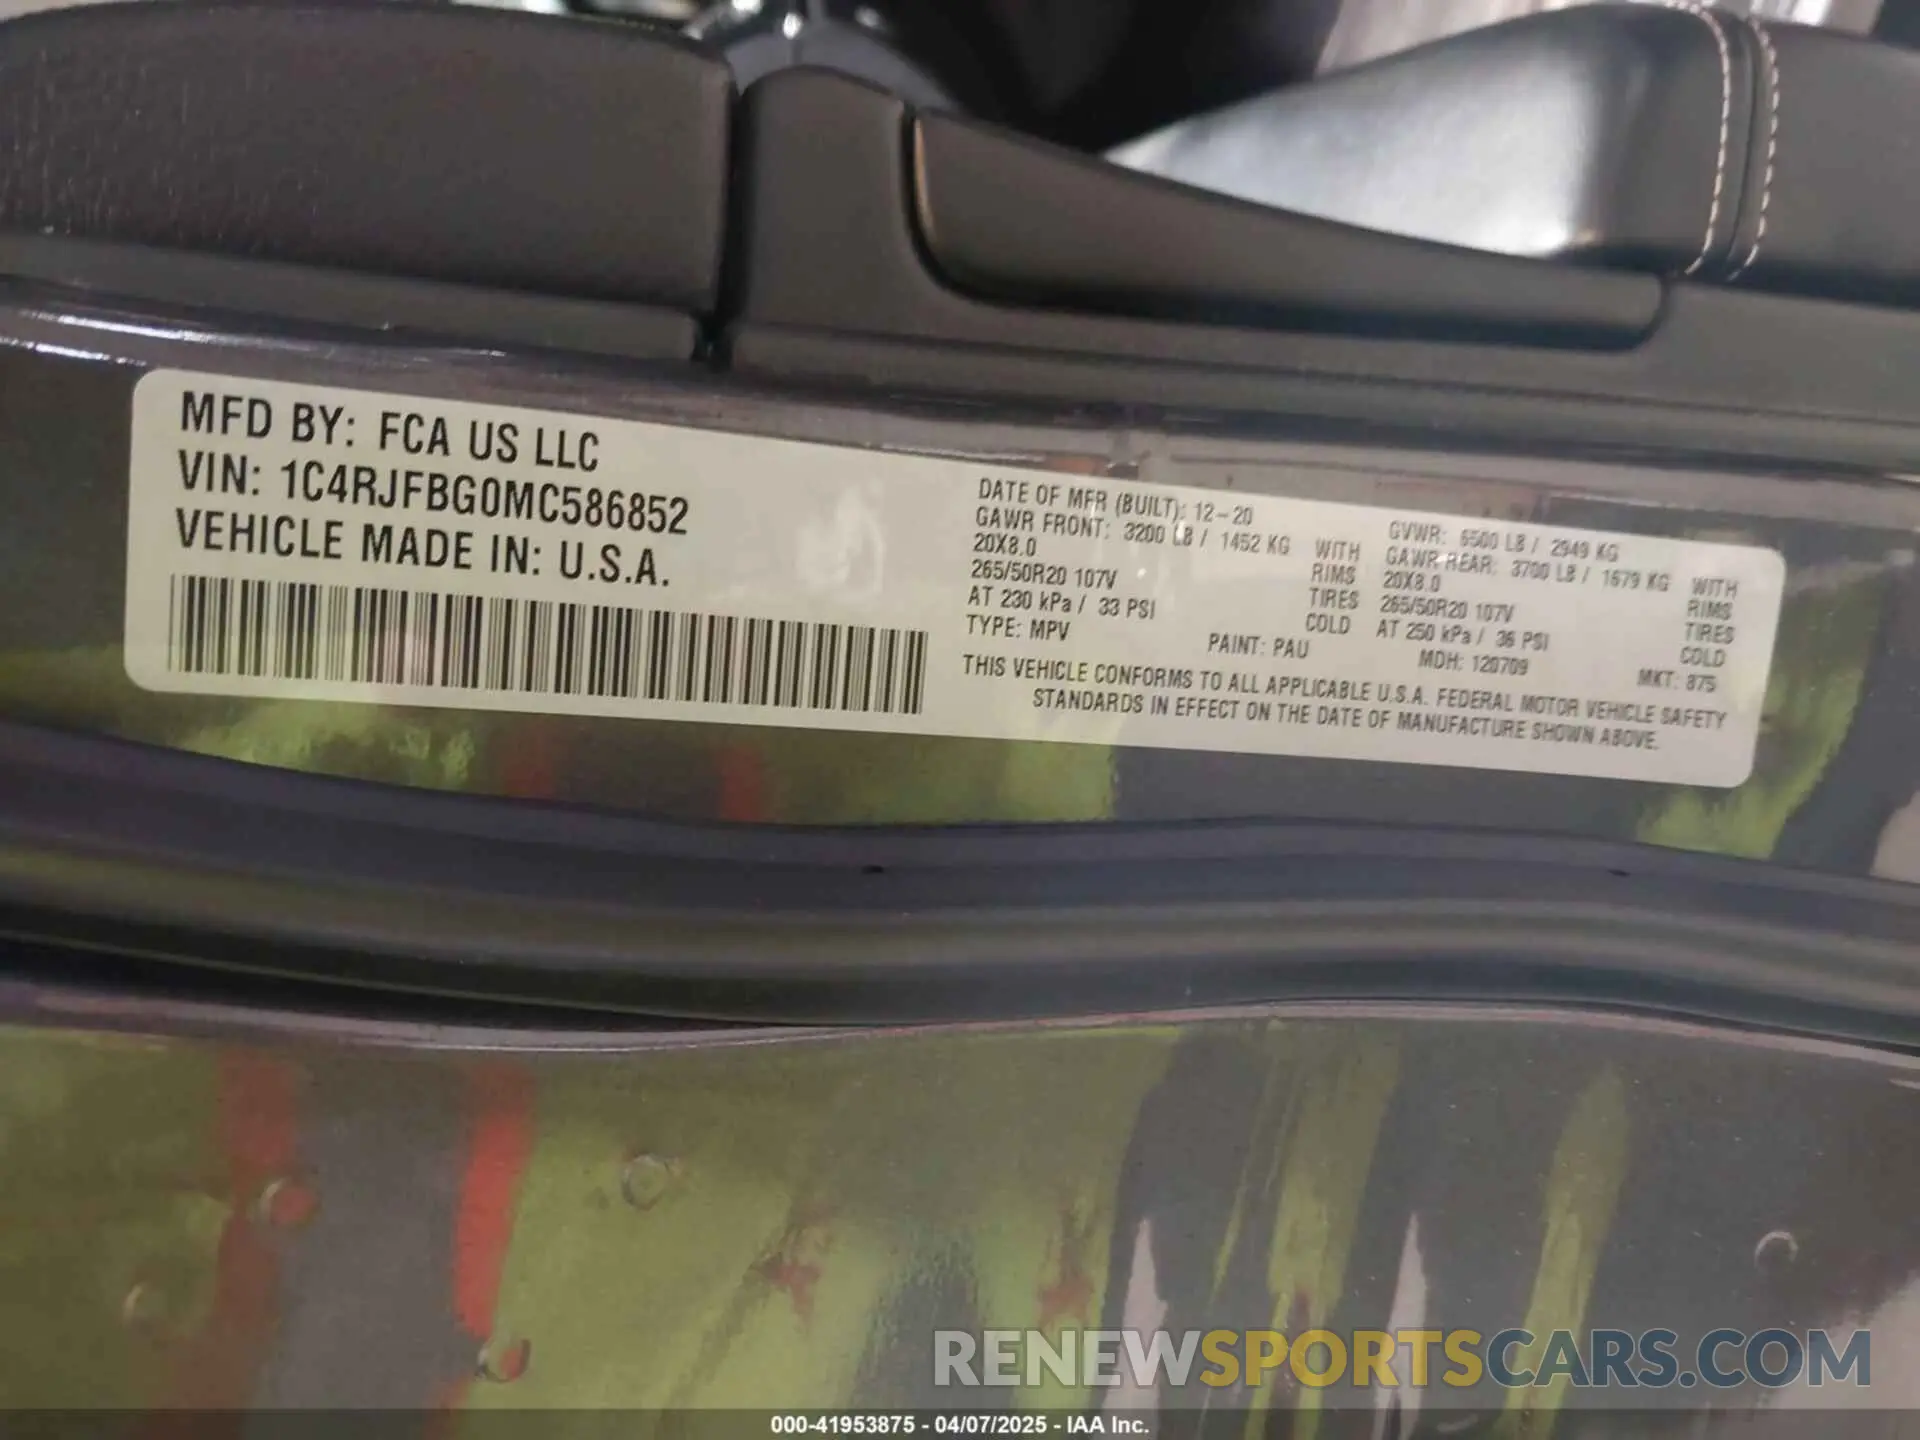 MFD BY: FCA US LLC
VIN: 1C4RJFBG0MC586852
VEHICLE MADE IN: U.S.A.
DATE OF MFR (BUILT): 12-20
GAWR FRONT: 3200 LB / 1452 KG WITH
20X8.0 RIMS
265/50R20 107V TIRES
AT 230 kPa / 33 PSI COLD
TYPE: MPV
PAINT: PAU
GVWR: 6500 LB / 2949 KG
GAWR REAR: 3700 LB / 1679 KG WITH
20X8.0 RIMS
265/50R20 107V TIRES
AT 250 kPa / 36 PSI COLD
MDH: 120709
MKT: 875
THIS VEHICLE CONFORMS TO ALL APPLICABLE U.S.A. FEDERAL MOTOR VEHICLE SAFETY
STANDARDS IN EFFECT ON THE DATE OF MANUFACTURE SHOWN ABOVE.
RENEWSPORTSCARS.COM
000-41953875 - 04/07/2025 - IAA Inc.